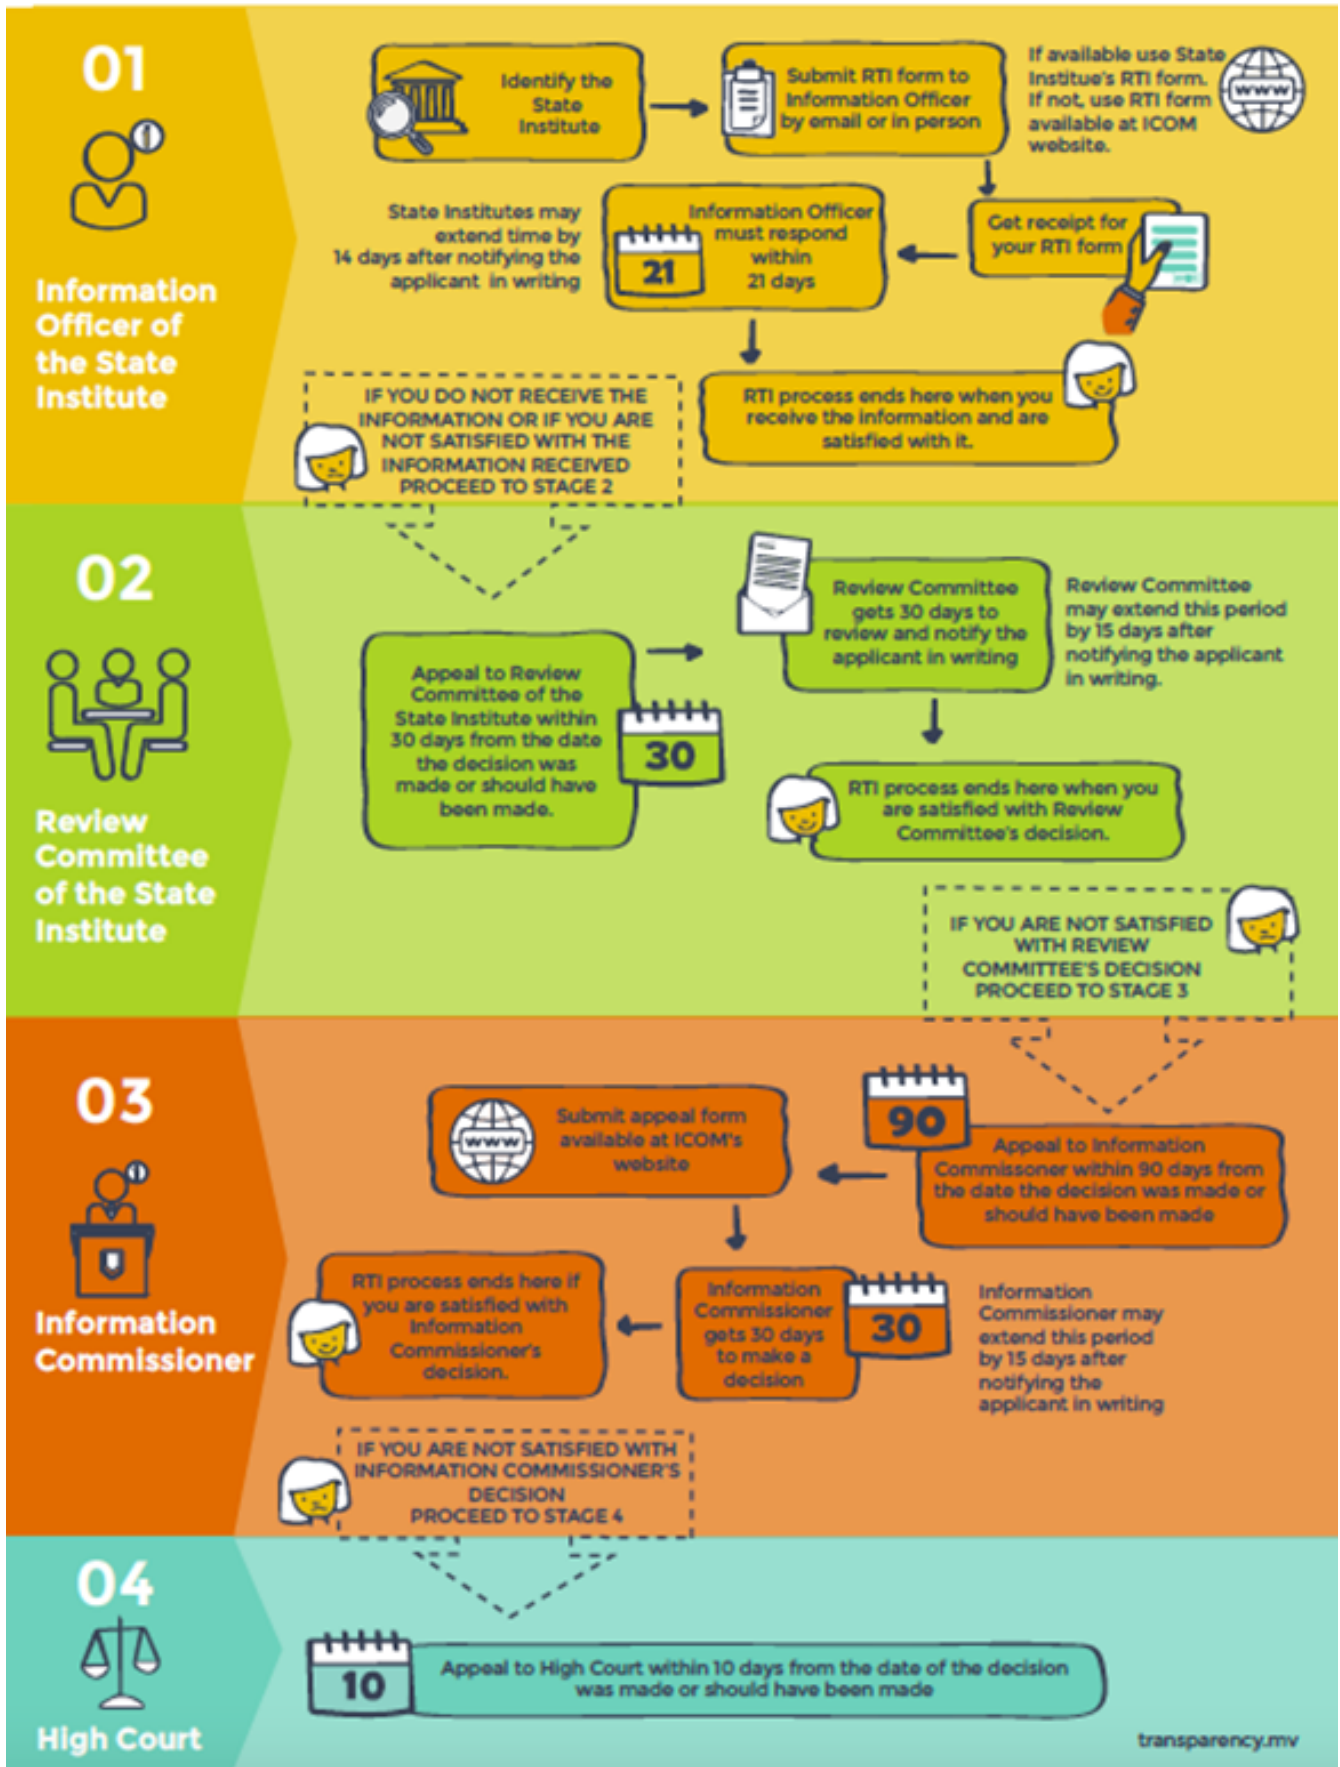 01
Information
Officer of
the State
Institute
Identify the
State
Institute
Submit RTI form to
Information Officer
by email or in person
If available use State
Institue's RTI form.
If not, use RTI form
available at ICOM
website.
www
Get receipt for
your RTI form
Information Officer
must respond
within
21 days
21
State Institutes may
extend time by
14 days after notifying the
applicant in writing
RTI process ends here when you
receive the information and are
satisfied with it.
IF YOU DO NOT RECEIVE THE
INFORMATION OR IF YOU ARE
NOT SATISFIED WITH THE
INFORMATION RECEIVED
PROCEED TO STAGE 2
02
Review
Committee
of the State
Institute
Appeal to Review
Committee of the
State Institute within
30 days from the date
the decision was
made or should have
been made.
30
Review Committee
gets 30 days to
review and notify the
applicant in writing
Review Committee
may extend this period
by 15 days after
notifying the applicant
in writing.
RTI process ends here when you
are satisfied with Review
Committee's decision.
IF YOU ARE NOT SATISFIED
WITH REVIEW
COMMITTEE'S DECISION
PROCEED TO STAGE 3
03
Information
Commissioner
90
Appeal to Information
Commissoner within 90 days from
the date the decision was made or
should have been made
www
Submit appeal form
available at ICOM's
website
Information
Commissioner
gets 30 days
to make a
decision
30
Information
Commissioner may
extend this period
by 15 days after
notifying the
applicant in writing
RTI process ends here if
you are satisfied with
Information
Commissioner's
decision.
IF YOU ARE NOT SATISFIED WITH
INFORMATION COMMISSIONER'S
DECISION
PROCEED TO STAGE 4
04
High Court
10
Appeal to High Court within 10 days from the date of the decision
was made or should have been made
transparency.mv